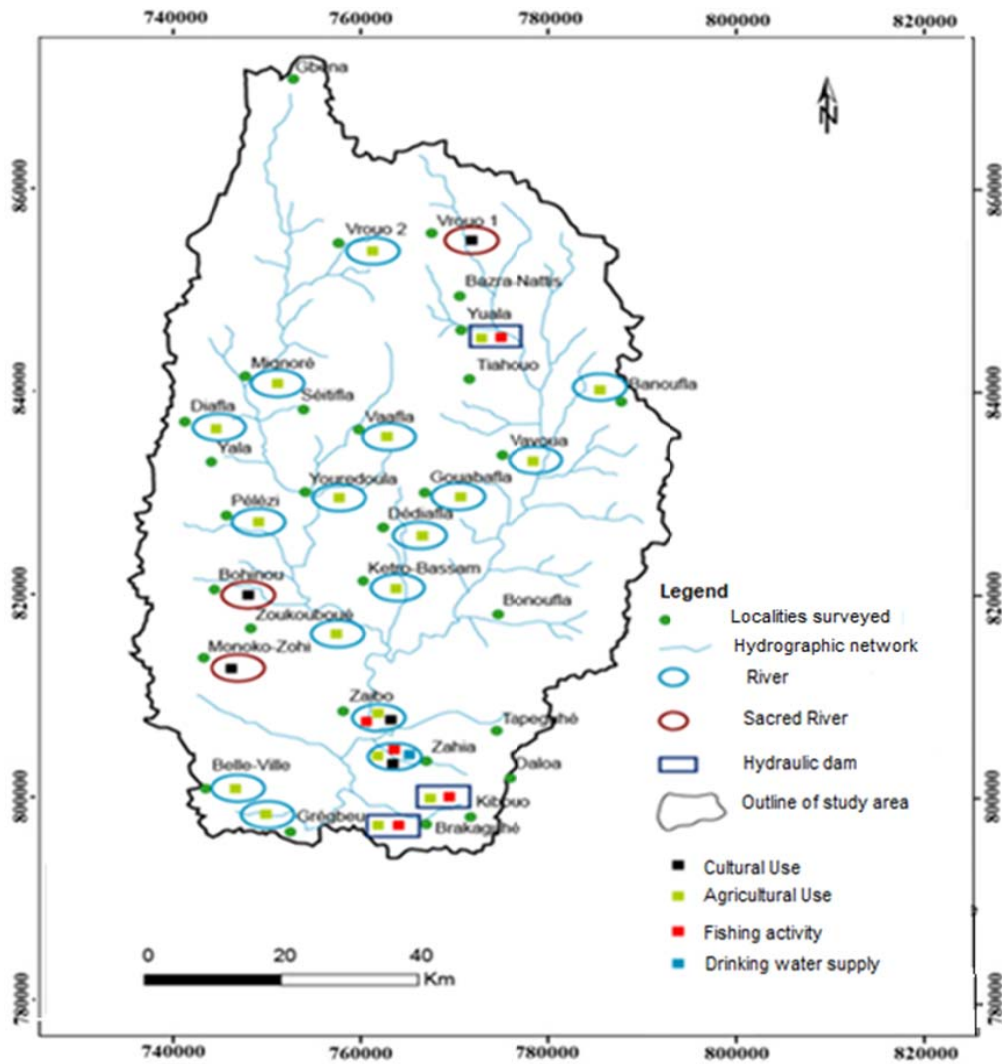 740000 760000 780000 800000 820000
Gbena
860000 860000
Vrouo 2 Vrouo 1
N
Bazra-Nattis
Yuala
Tiahouo
Mignoré
Séitifla
Banoufla
840000 840000
Diafla
Vaafla
Yala
Vavoua
Youredoula Gouabafla
Pélézi
Dédiafla
Bohinou Ketro-Bassam
820000 820000
Bonoufla
Zoukouboué
Monoko-Zohi
Zaibo
Tapeguhé
Zahia
Belle-Ville Daloa
800000 800000
Kibouo
Grégbeu Brakaguhé
Legend
Localities surveyed
Hydrographic network
River
Sacred River
Hydraulic dam
Outline of study area
Cultural Use
Agricultural Use
Fishing activity
Drinking water supply
0 20 40
Km
780000 780000
740000 760000 780000 800000 820000